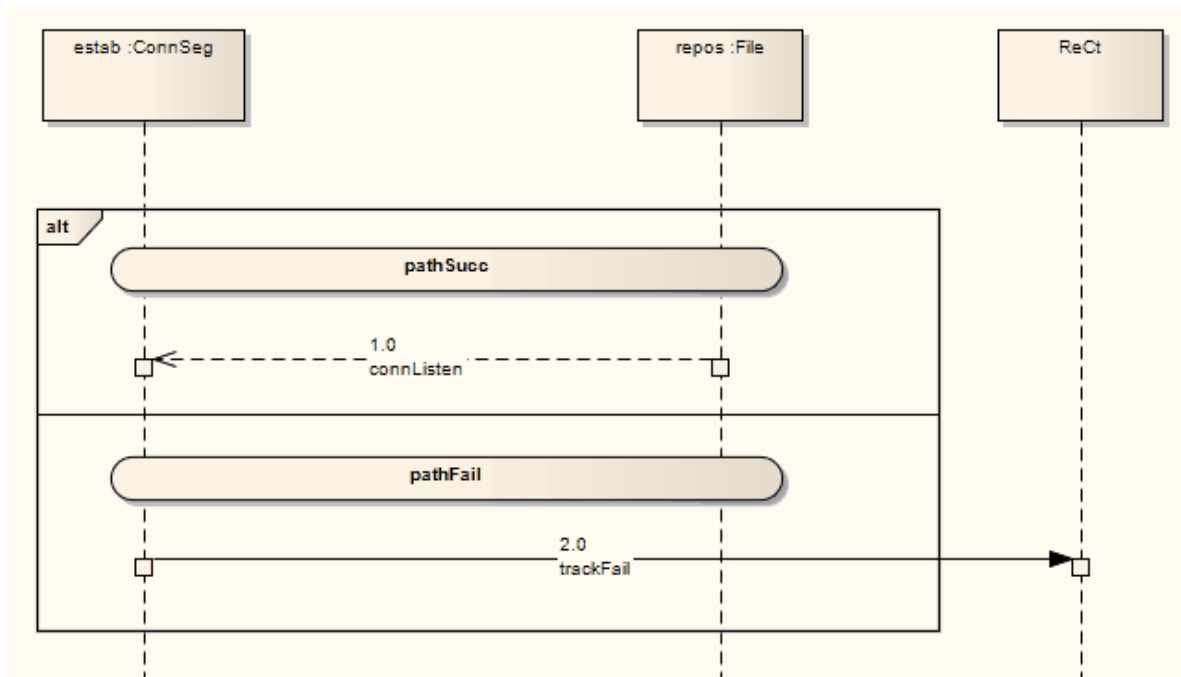 estab :ConnSeg
repos :File
ReCt
alt
pathSucc
1.0
connListen
pathFail
2.0
trackFail